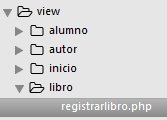 view
alumno
autor
inicio
libro
registrarlibro.php